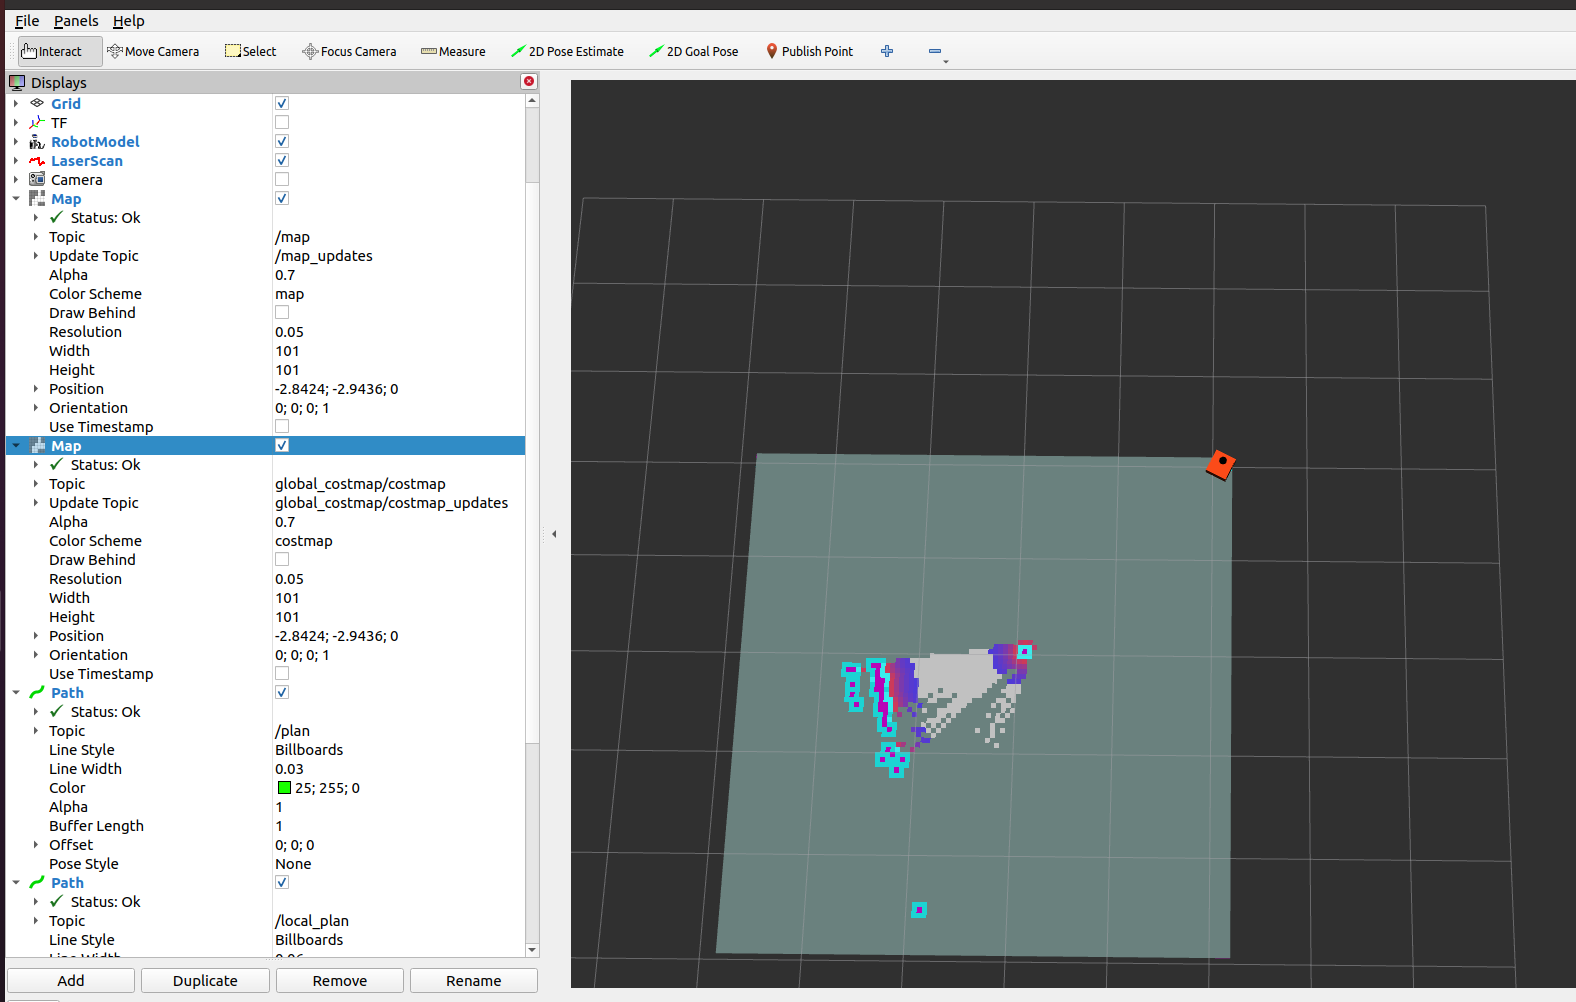 File Panels Help
Interact Move Camera Select Focus Camera Measure 2D Pose Estimate 2D Goal Pose Publish Point
Displays
Grid
TF
RobotModel
LaserScan
Camera
Map
Status: Ok
Topic /map
Update Topic /map_updates
Alpha 0.7
Color Scheme map
Draw Behind
Resolution 0.05
Width 101
Height 101
Position -2.8424; -2.9436; 0
Orientation 0; 0; 0; 1
Use Timestamp
Map
Status: Ok
Topic global_costmap/costmap
Update Topic global_costmap/costmap_updates
Alpha 0.7
Color Scheme costmap
Draw Behind
Resolution 0.05
Width 101
Height 101
Position -2.8424; -2.9436; 0
Orientation 0; 0; 0; 1
Use Timestamp
Path
Status: Ok
Topic /plan
Line Style Billboards
Line Width 0.03
Color 25; 255; 0
Alpha 1
Buffer Length 1
Offset 0; 0; 0
Pose Style None
Path
Status: Ok
Topic /local_plan
Line Style Billboards
Add Duplicate Remove Rename